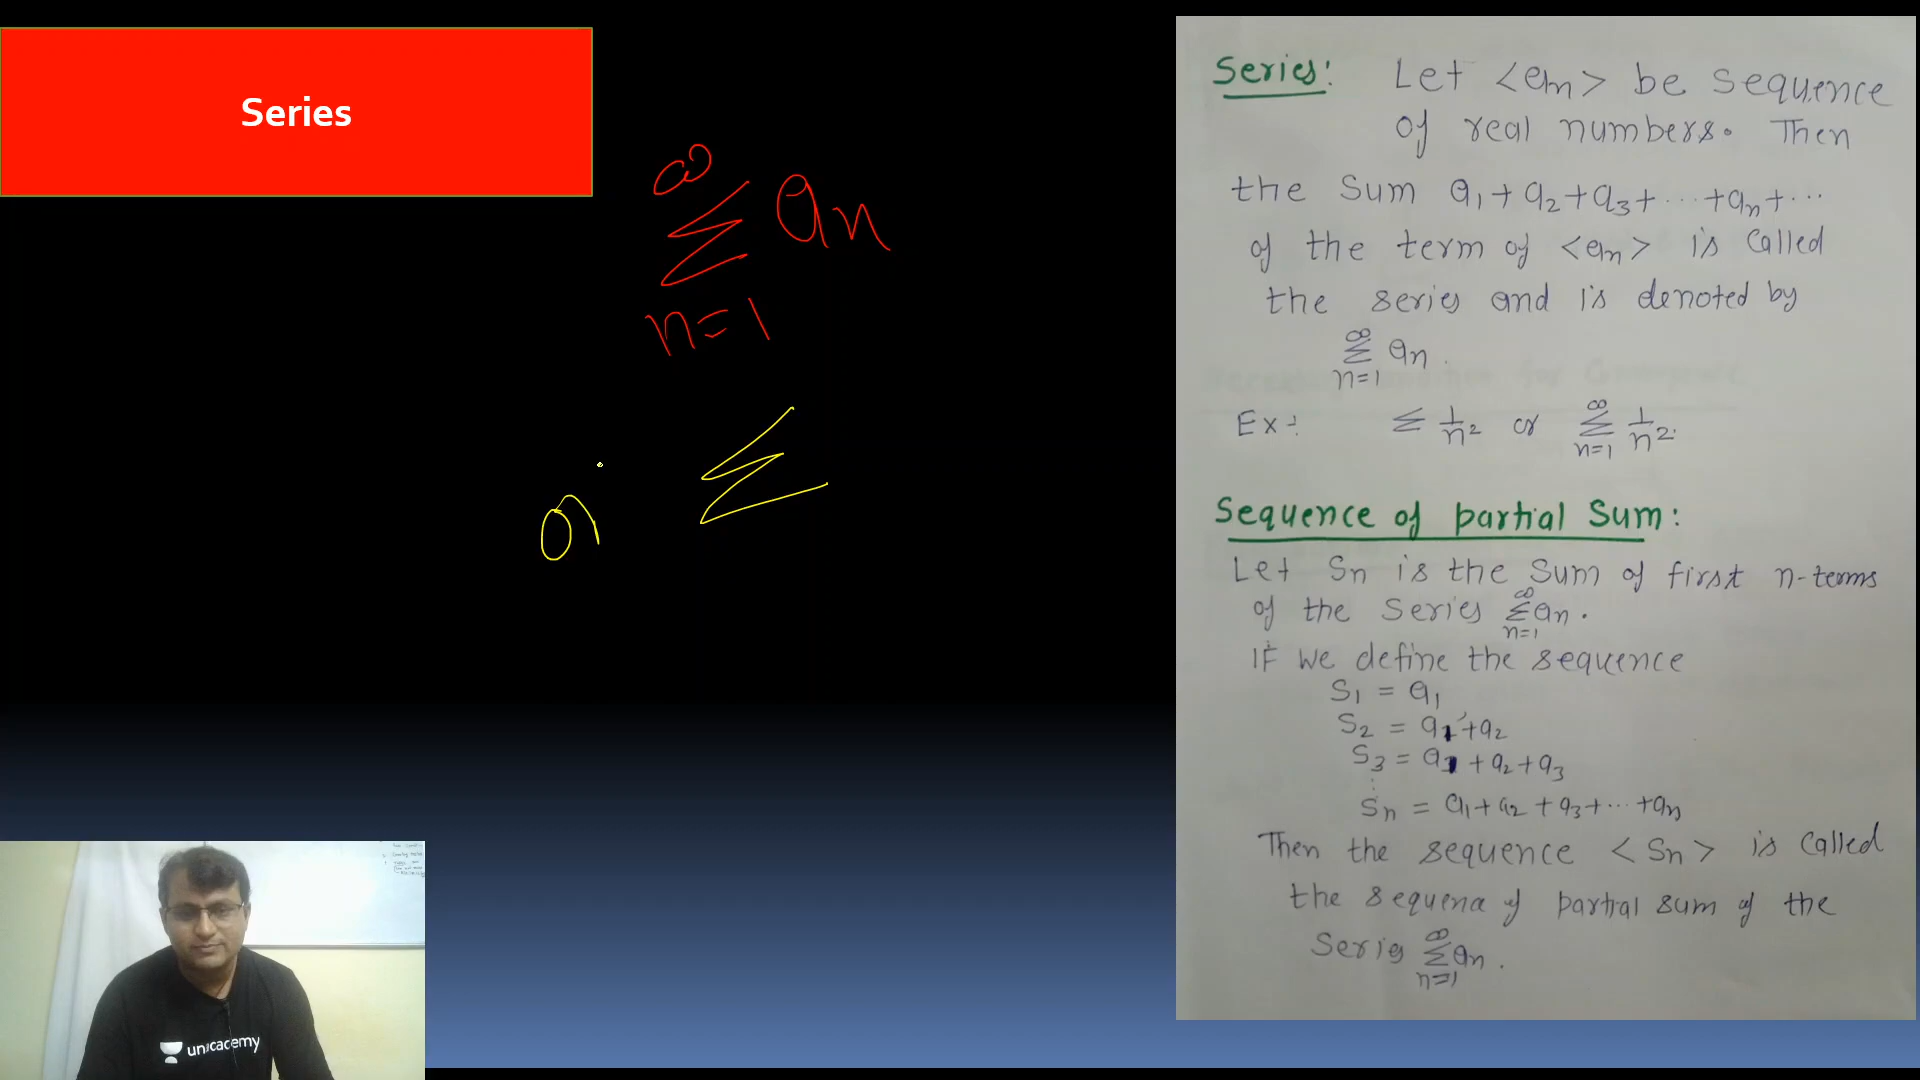 Series
∞
Σ an
n=1
or Σ
Series: Let <an> be sequence
of real numbers. Then
the sum a1+a2+a3+...+an+...
of the term of <an> is called
the series and is denoted by
∞
Σ an.
n=1
Ex:- Σ 1/n² or ∞Σn=1 1/n².
Sequence of partial Sum:
Let Sn is the sum of first n-terms
of the series ∞Σn=1 an.
If we define the sequence
S1 = a1
S2 = a1+a2
S3 = a1+a2+a3
⋮
Sn = a1+a2+a3+...+an
Then the sequence <Sn> is called
the sequence of partial sum of the
Series ∞Σn=1 an.
unacademy